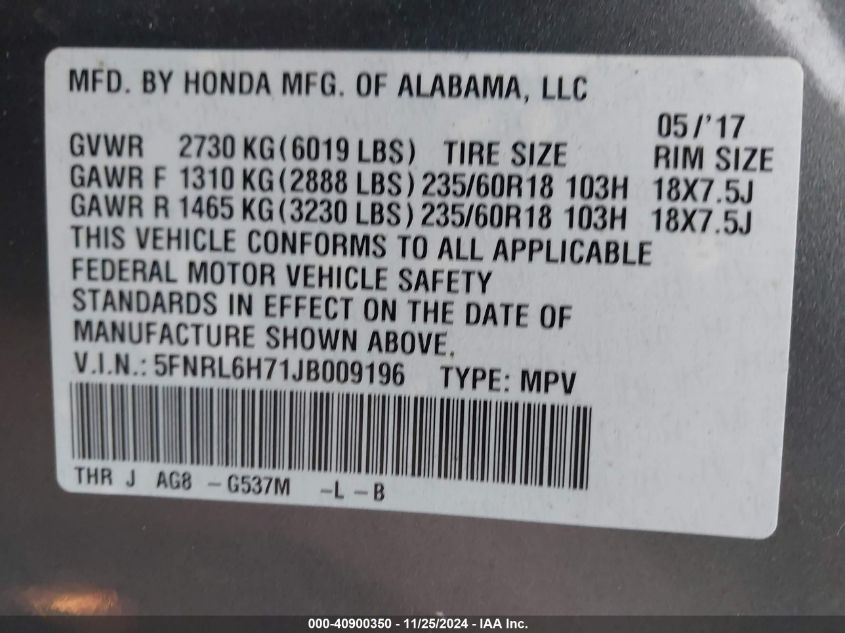 MFD. BY HONDA MFG. OF ALABAMA, LLC
05/'17
GVWR 2730 KG(6019 LBS) TIRE SIZE RIM SIZE
GAWR F 1310 KG(2888 LBS) 235/60R18 103H 18X7.5J
GAWR R 1465 KG(3230 LBS) 235/60R18 103H 18X7.5J
THIS VEHICLE CONFORMS TO ALL APPLICABLE
FEDERAL MOTOR VEHICLE SAFETY
STANDARDS IN EFFECT ON THE DATE OF
MANUFACTURE SHOWN ABOVE.
V.I.N.: 5FNRL6H71JB009196 TYPE: MPV
THR J AG8 -G537M -L-B
000-40900350 - 11/25/2024 - IAA Inc.